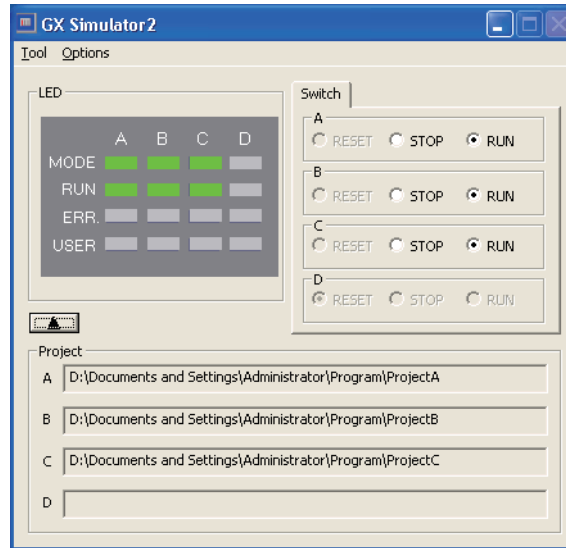 GX Simulator2
Tool Options
LED
A B C D
MODE
RUN
ERR.
USER
Switch
A
RESET STOP RUN
B
RESET STOP RUN
C
RESET STOP RUN
D
RESET STOP RUN
Project
A D:\Documents and Settings\Administrator\Program\ProjectA
B D:\Documents and Settings\Administrator\Program\ProjectB
C D:\Documents and Settings\Administrator\Program\ProjectC
D